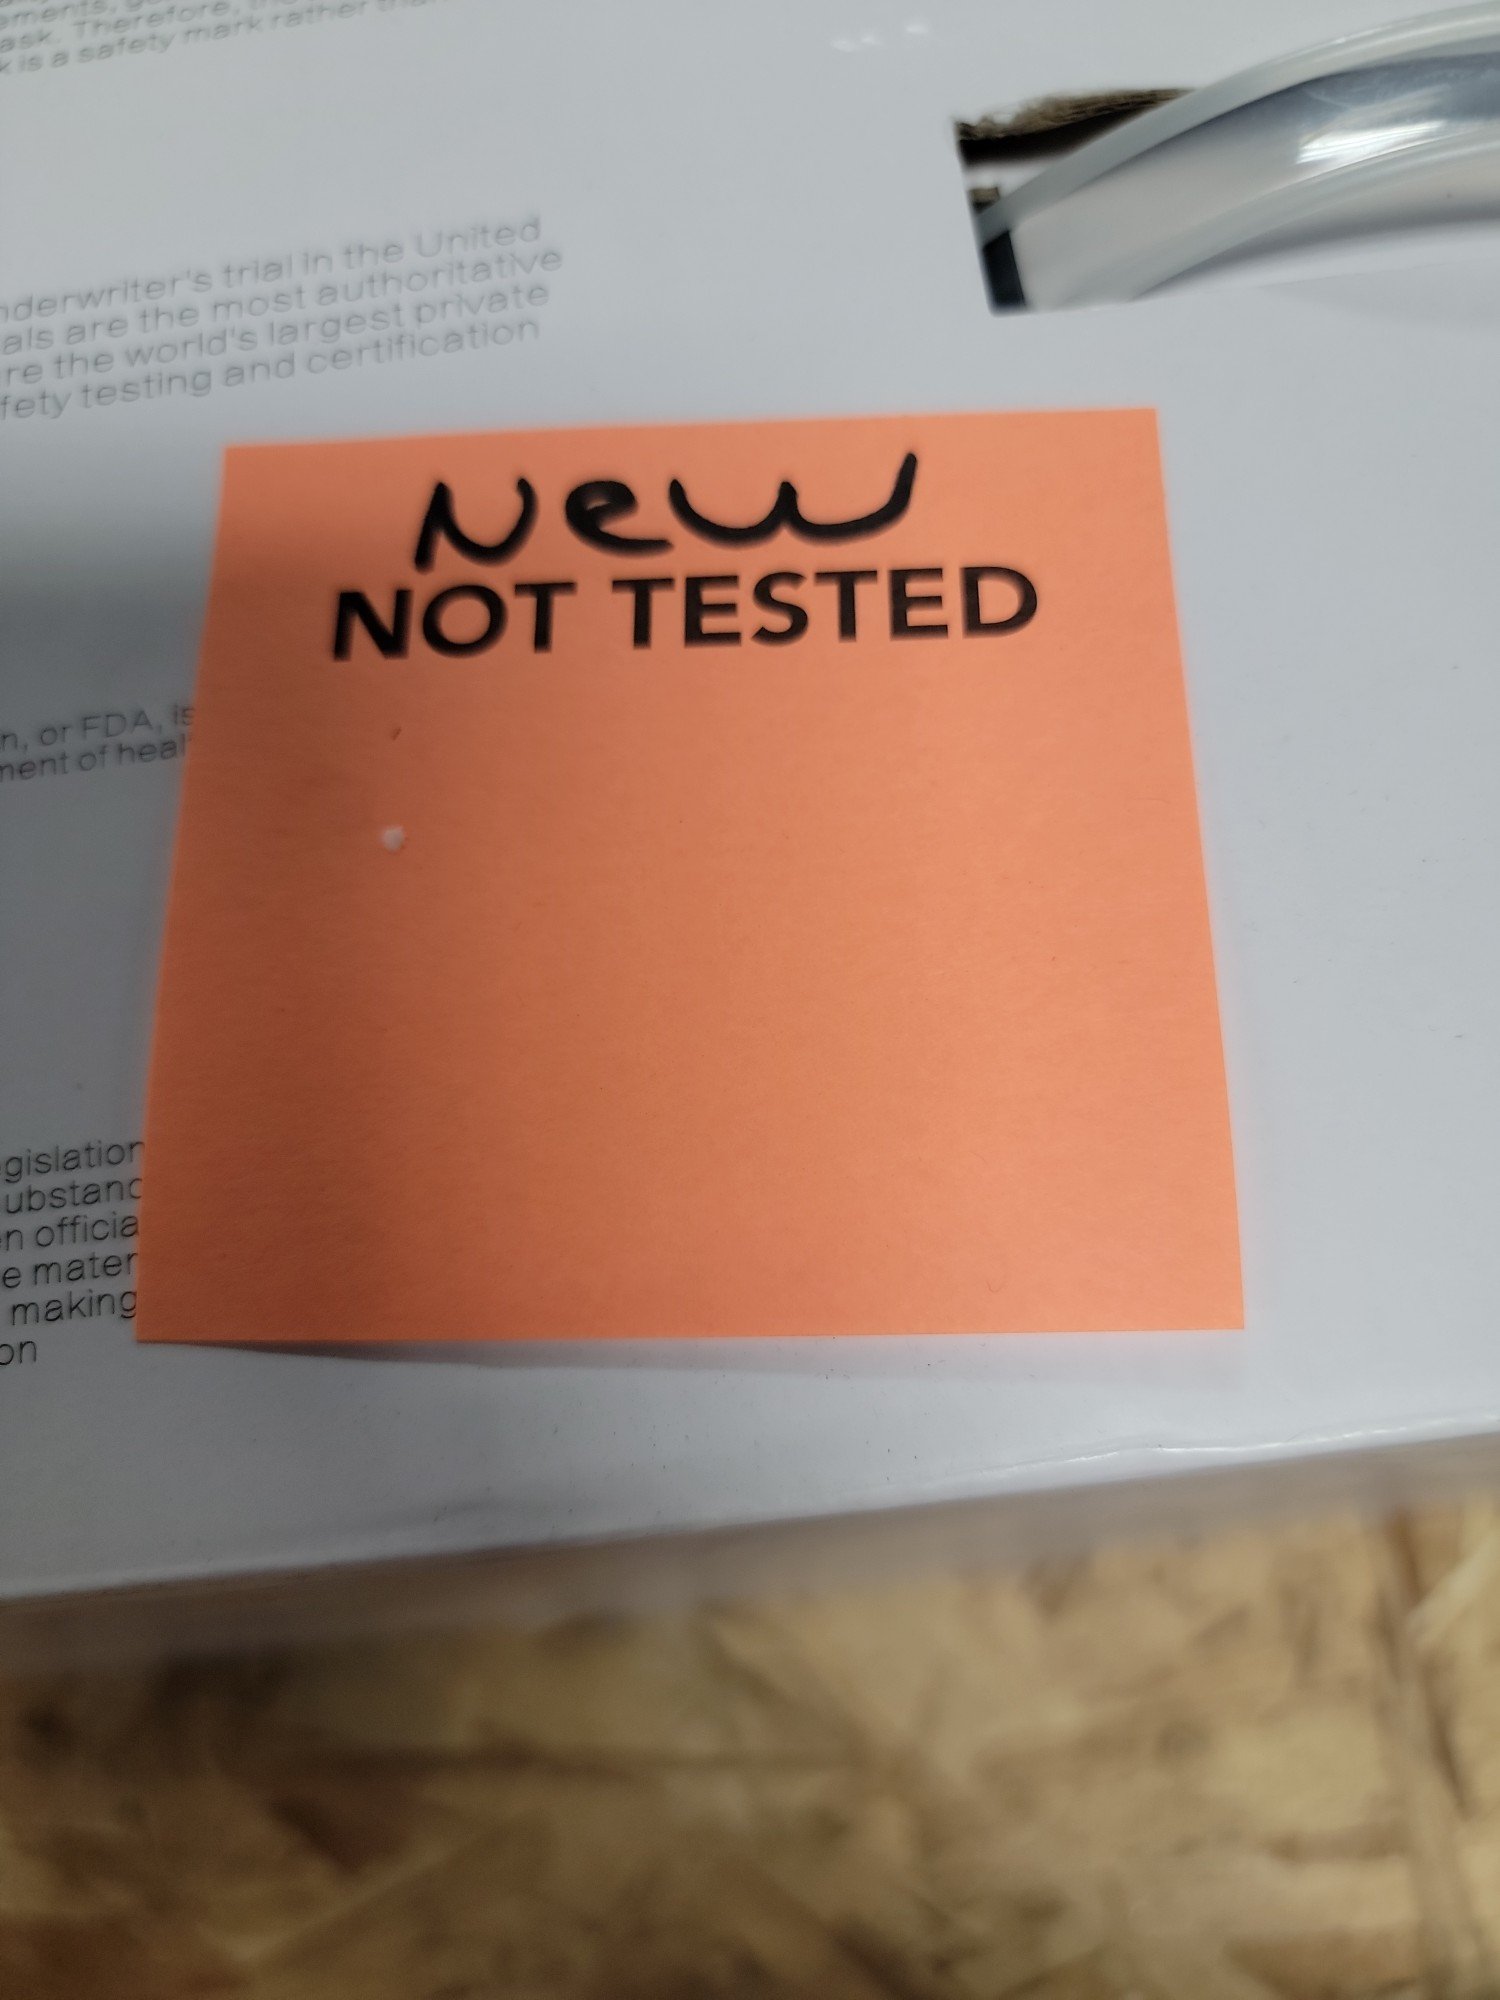 ask. Therefore,
is a safety mark rather
nderwriter's trial in the United
als are the most authoritative
re the world's largest private
fety testing and certification
New
NOT TESTED
n, or FDA, is
ment of heal
gislation
ubstanc
n officia
e mater
making
on